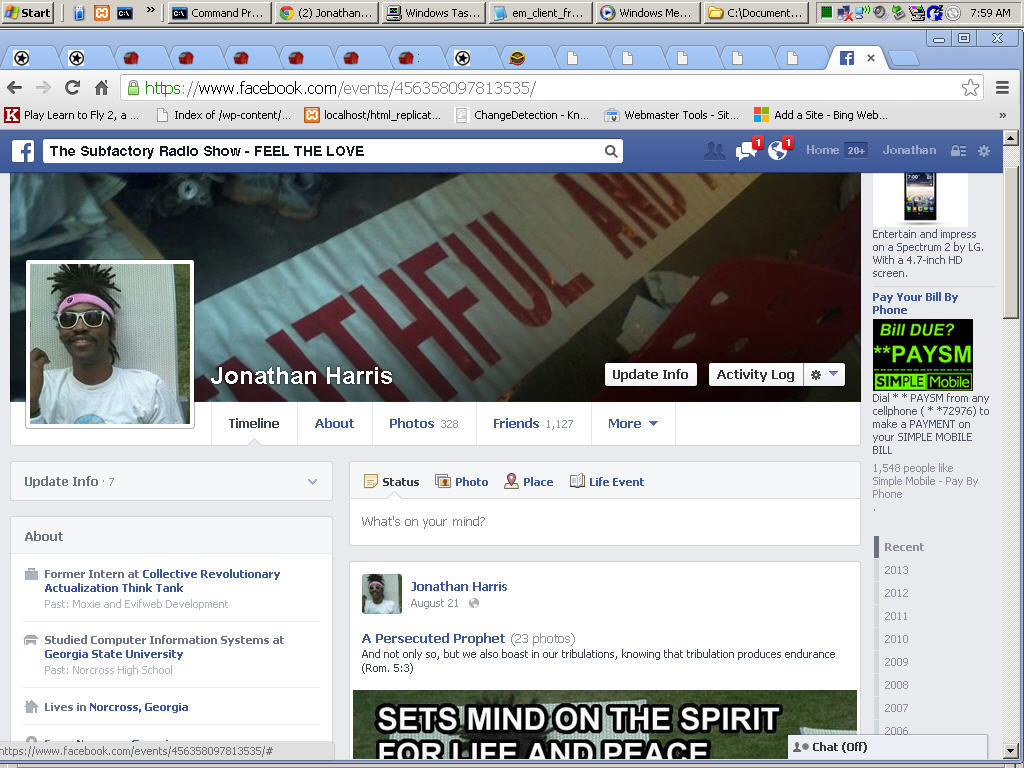 Start
»
Command Pr...
(2) Jonathan...
Windows Tas...
em_client_fr...
Windows Me...
C:\Document...
7:59 AM
https://www.facebook.com/events/456358097813535/
Play Learn to Fly 2, a ...
Index of /wp-content/...
localhost/html_replicat...
ChangeDetection - Kn...
Webmaster Tools - Sit...
Add a Site - Bing Web...
»
The Subfactory Radio Show - FEEL THE LOVE
1
1
Home 20+
Jonathan
AITHFUL AND
Jonathan Harris
Update Info
Activity Log
Timeline
About
Photos 328
Friends 1,127
More
Entertain and impress
on a Spectrum 2 by LG.
With a 4.7-inch HD
screen.
Pay Your Bill By
Phone
Bill DUE?
**PAYSM
SIMPLE Mobile
Dial * * PAYSM from any
cellphone ( * *72976) to
make a PAYMENT on
your SIMPLE MOBILE
BILL
1,548 people like
Simple Mobile - Pay By
Phone
.
Update Info · 7
About
Former Intern at Collective Revolutionary
Actualization Think Tank
Past: Moxie and Evifweb Development
Studied Computer Information Systems at
Georgia State University
Past: Norcross High School
Lives in Norcross, Georgia
Status
Photo
Place
Life Event
What's on your mind?
Jonathan Harris
August 21
A Persecuted Prophet (23 photos)
And not only so, but we also boast in our tribulations, knowing that tribulation produces endurance
(Rom. 5:3)
SETS MIND ON THE SPIRIT
FOR LIFE AND PEACE
Recent
2013
2012
2011
2010
2009
2008
2007
2006
https://www.facebook.com/events/456358097813535/#
Chat (Off)